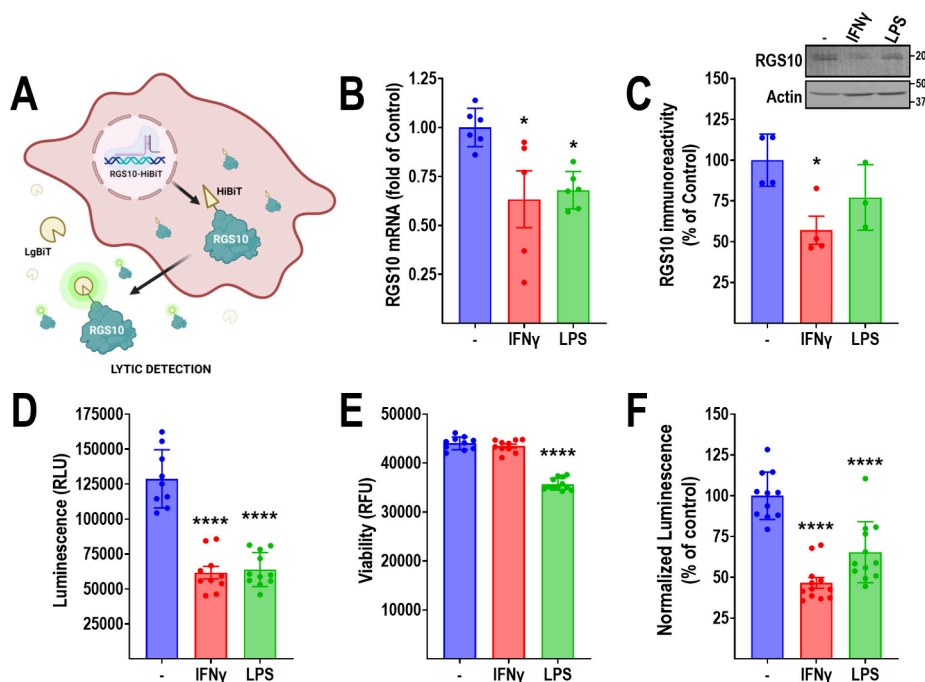 A
RGS10-HiBiT
HiBiT
LgBiT
RGS10
RGS10
LYTIC DETECTION
B
RGS10 mRNA (fold of Control)
1.25
1.00
0.75
0.50
0.25
*
*
-
IFNγ
LPS
C
-
IFNγ
LPS
RGS10
20
Actin
50
37
RGS10 immunoreactivity
(% of Control)
150
125
100
75
50
25
*
-
IFNγ
LPS
D
Luminescence (RLU)
175000
150000
125000
100000
75000
50000
25000
****
****
-
IFNγ
LPS
E
Viability (RFU)
50000
40000
30000
20000
10000
****
-
IFNγ
LPS
F
Normalized Luminescence
(% of control)
150
125
100
75
50
25
****
****
-
IFNγ
LPS